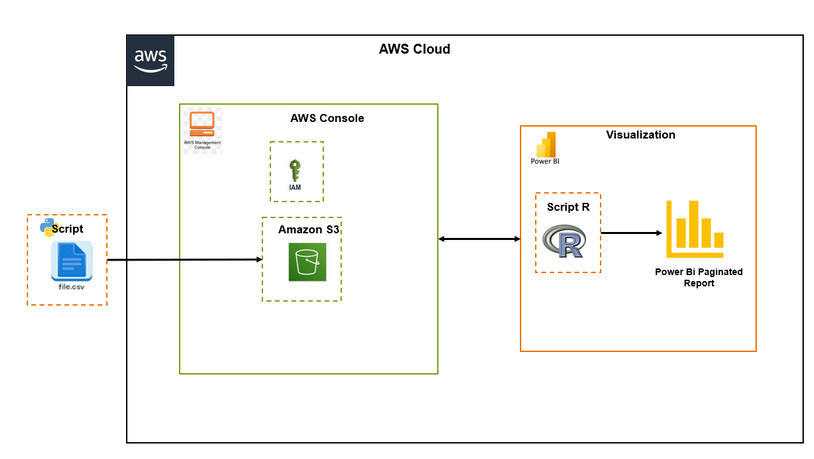 AWS Cloud
aws
AWS Console
AWS Management
Console
IAM
Visualization
Power BI
Script
file.csv
Amazon S3
Script R
R
Power Bi Paginated
Report